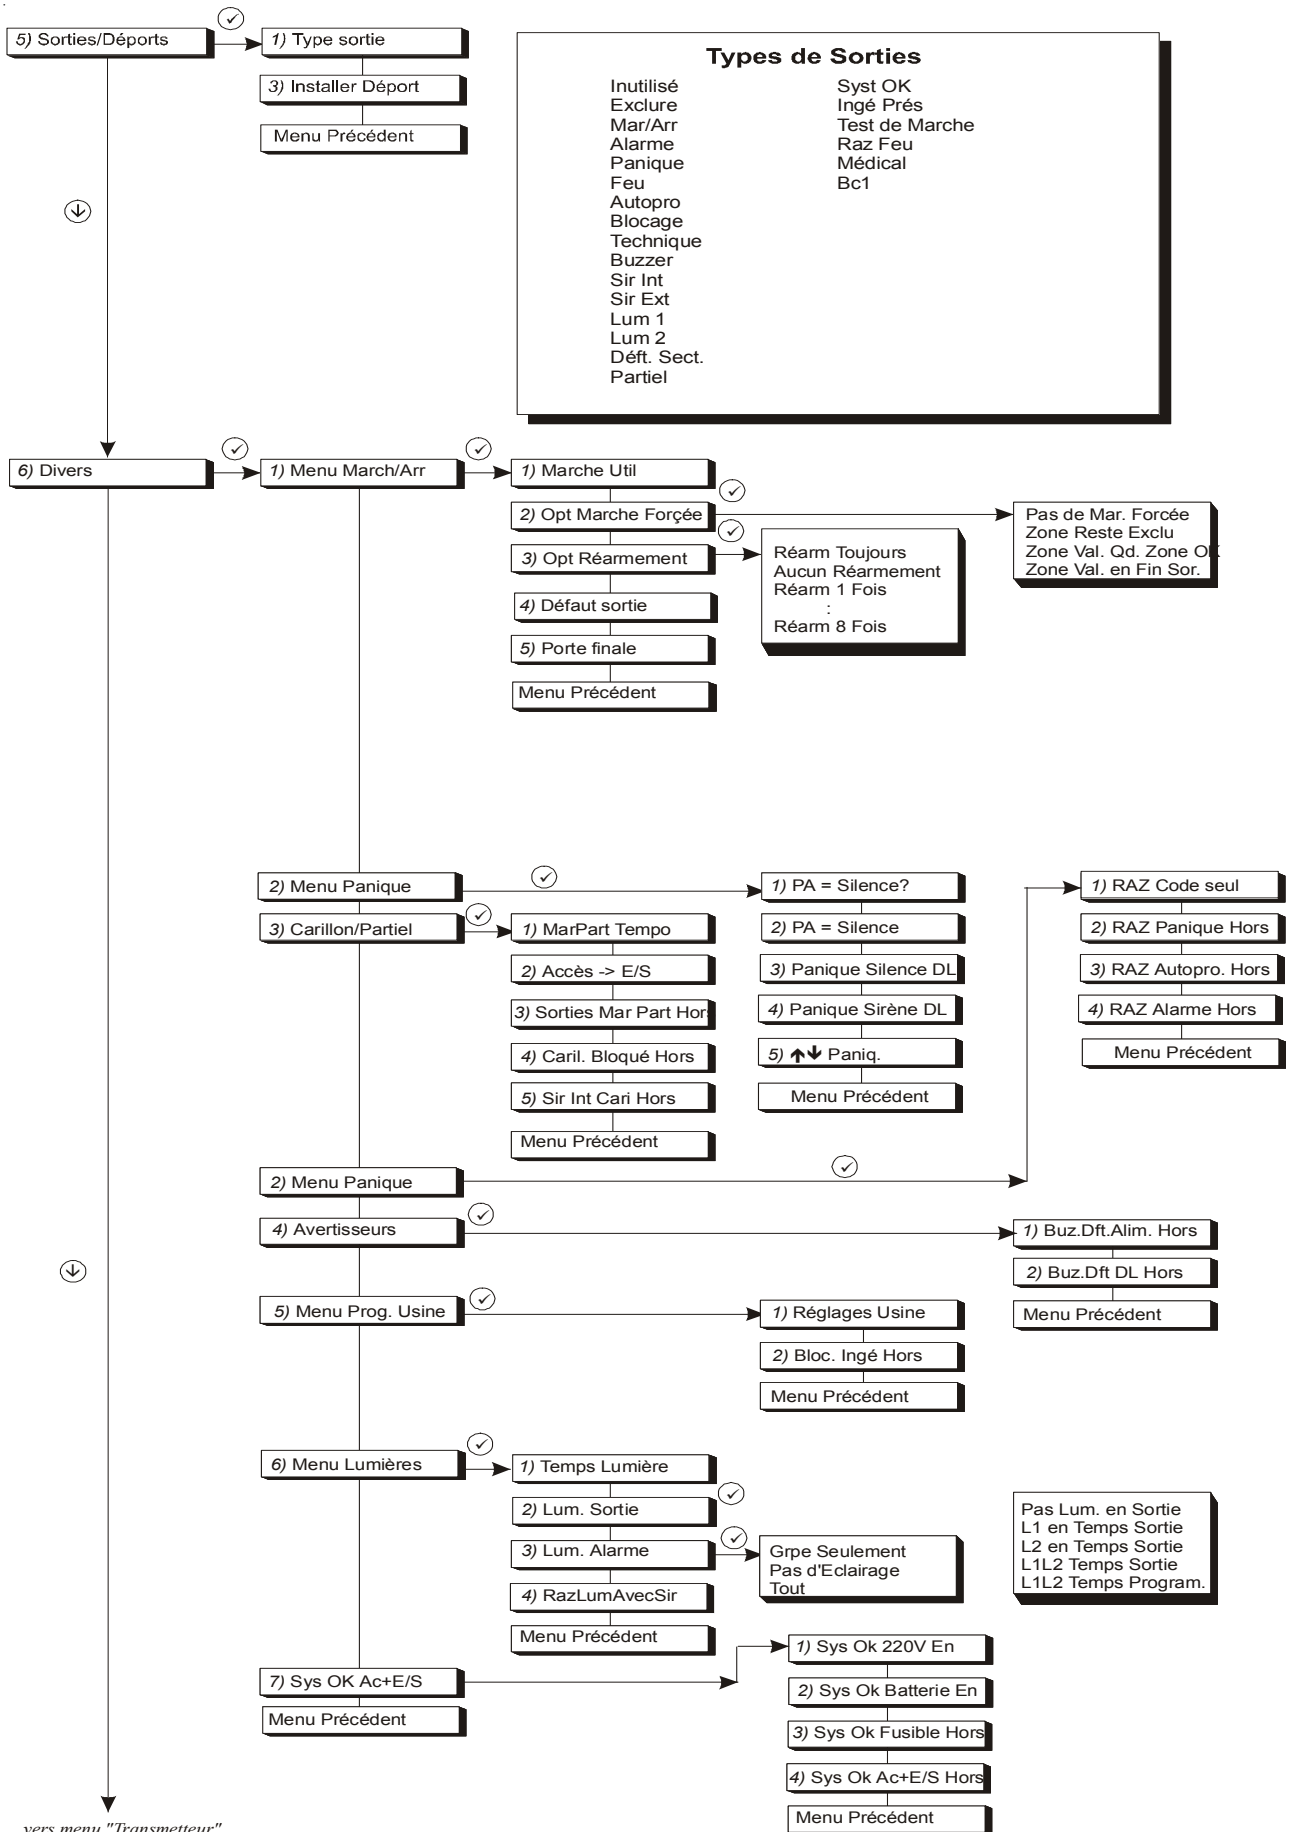 5) Sorties/Déports
1) Type sortie
3) Installer Déport
Menu Précédent
Types de Sorties
Inutilisé
Exclure
Mar/Arr
Alarme
Panique
Feu
Autopro
Blocage
Technique
Buzzer
Sir Int
Sir Ext
Lum 1
Lum 2
Déft. Sect.
Partiel
Syst OK
Ingé Prés
Test de Marche
Raz Feu
Médical
Bc1
6) Divers
1) Menu March/Arr
1) Marche Util
2) Opt Marche Forçée
3) Opt Réarmement
4) Défaut sortie
5) Porte finale
Menu Précédent
Réarm Toujours
Aucun Réarmement
Réarm 1 Fois
:
Réarm 8 Fois
Pas de Mar. Forcée
Zone Reste Exclu
Zone Val. Qd. Zone OK
Zone Val. en Fin Sor.
2) Menu Panique
1) PA = Silence?
2) PA = Silence
3) Panique Silence DL
4) Panique Sirène DL
5) ↑↓ Paniq.
Menu Précédent
3) Carillon/Partiel
1) MarPart Tempo
2) Accès -> E/S
3) Sorties Mar Part Hors
4) Caril. Bloqué Hors
5) Sir Int Cari Hors
Menu Précédent
1) RAZ Code seul
2) RAZ Panique Hors
3) RAZ Autopro. Hors
4) RAZ Alarme Hors
Menu Précédent
2) Menu Panique
4) Avertisseurs
1) Buz.Dft.Alim. Hors
2) Buz.Dft DL Hors
Menu Précédent
5) Menu Prog. Usine
1) Réglages Usine
2) Bloc. Ingé Hors
Menu Précédent
6) Menu Lumières
1) Temps Lumière
2) Lum. Sortie
3) Lum. Alarme
4) RazLumAvecSir
Menu Précédent
Grpe Seulement
Pas d'Eclairage
Tout
Pas Lum. en Sortie
L1 en Temps Sortie
L2 en Temps Sortie
L1L2 Temps Sortie
L1L2 Temps Program.
7) Sys OK Ac+E/S
Menu Précédent
1) Sys Ok 220V En
2) Sys Ok Batterie En
3) Sys Ok Fusible Hors
4) Sys Ok Ac+E/S Hors
Menu Précédent
vers menu "Transmetteur"